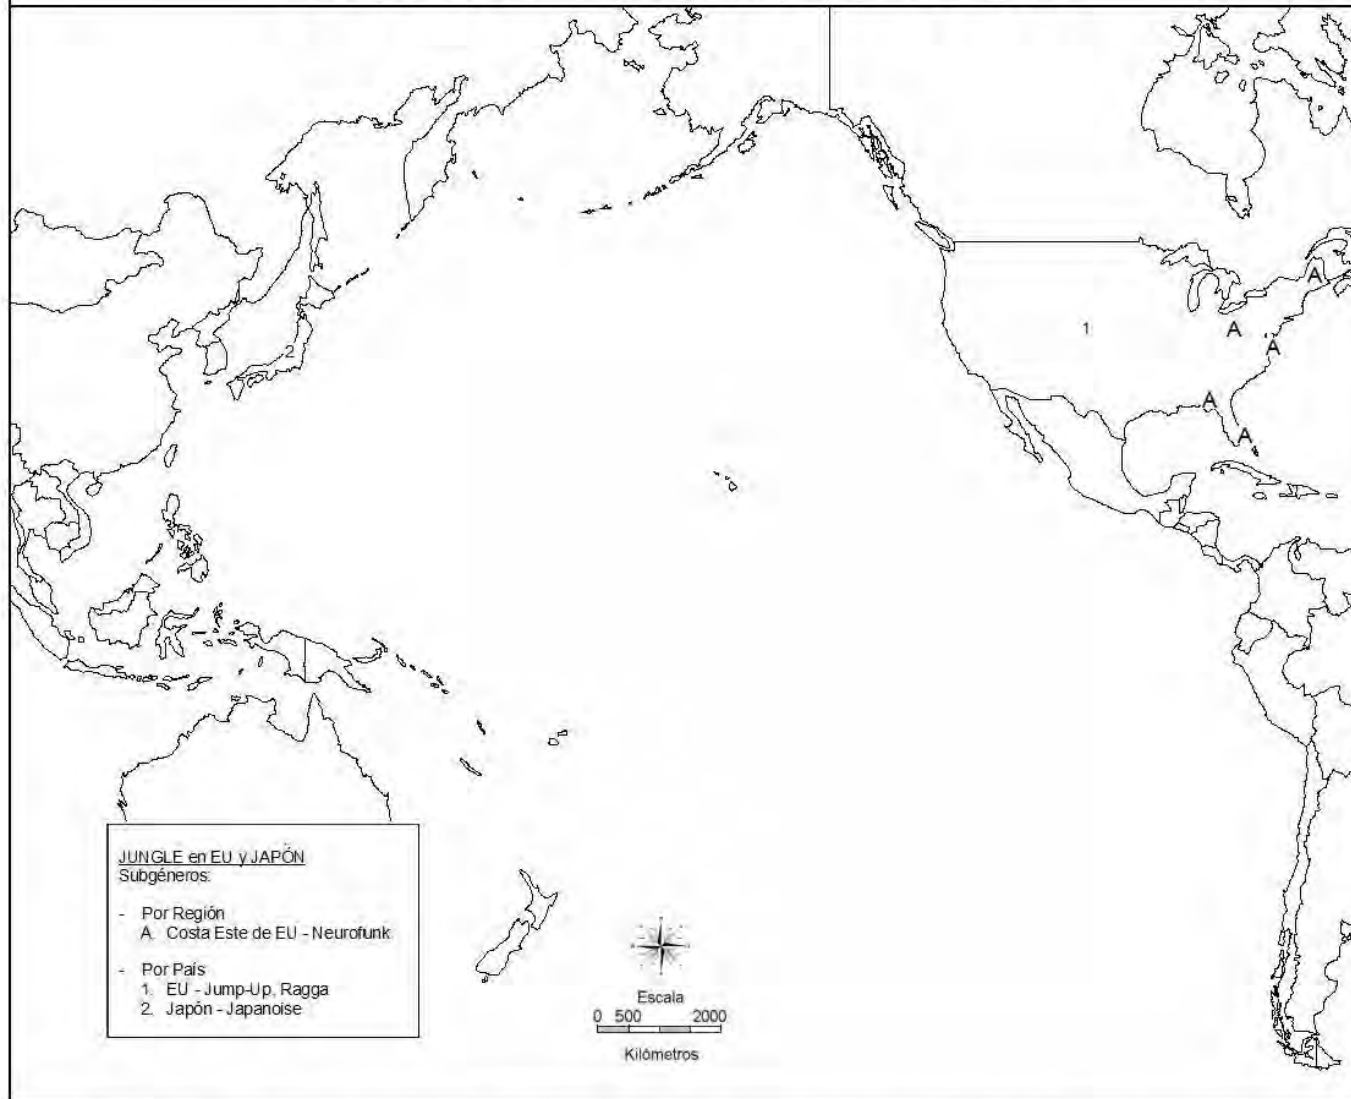 A
1
A
A
2
A
A
JUNGLE en EU y JAPÓN
Subgéneros:
- Por Región
A. Costa Este de EU - Neurofunk
- Por País
1. EU - Jump-Up, Ragga
2. Japón - Japanoise
Escala
0 500 2000
Kilómetros